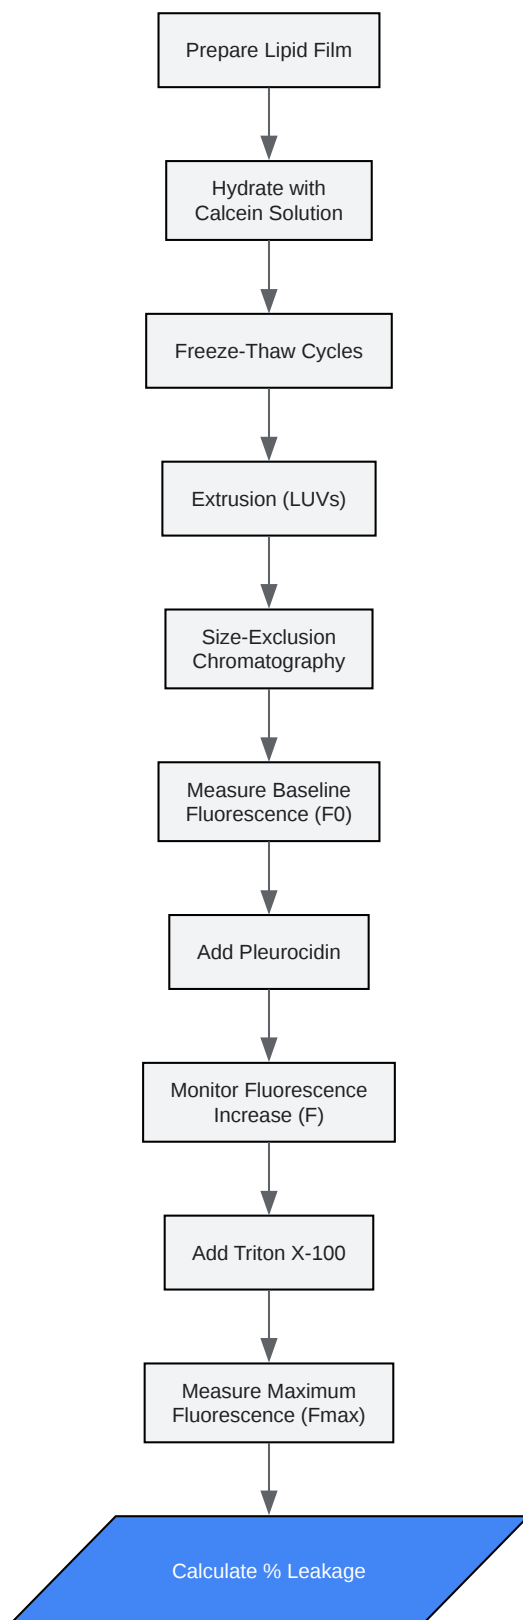 Prepare Lipid Film
Hydrate with
Calcein Solution
Freeze-Thaw Cycles
Extrusion (LUVs)
Size-Exclusion
Chromatography
Measure Baseline
Fluorescence (F0)
Add Pleurocidin
Monitor Fluorescence
Increase (F)
Add Triton X-100
Measure Maximum
Fluorescence (Fmax)
Calculate % Leakage